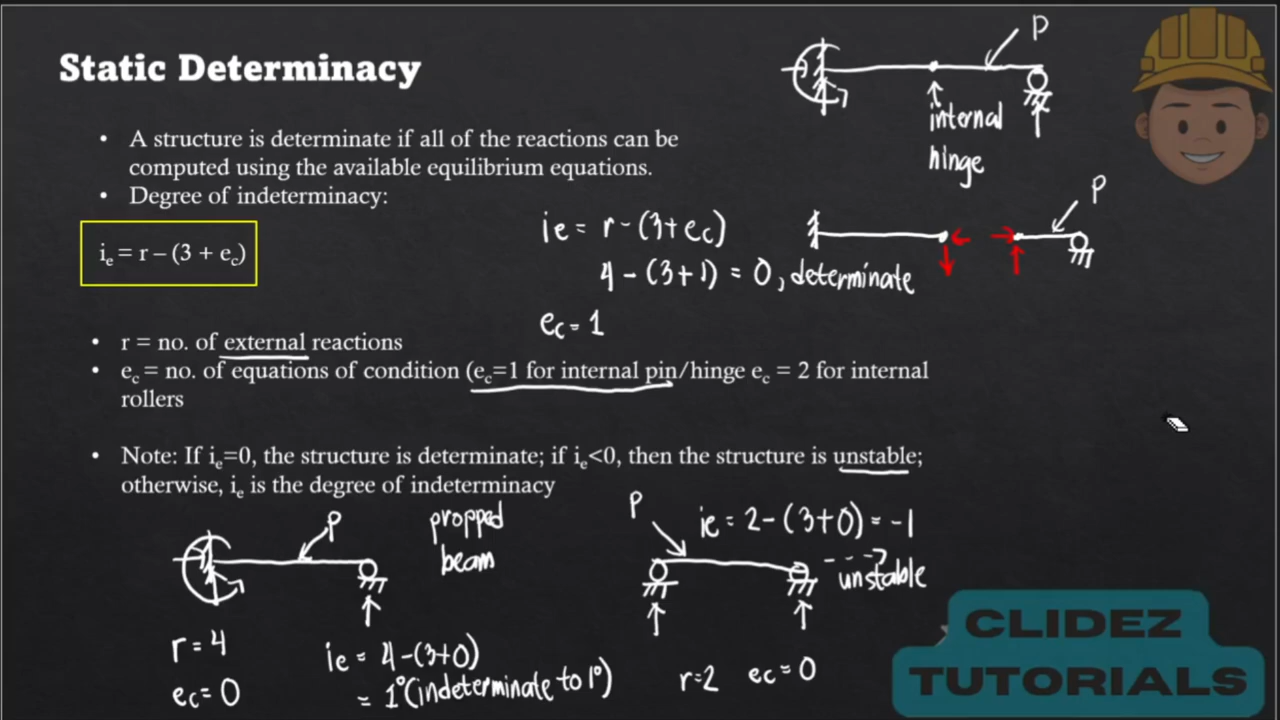 Static Determinacy
• A structure is determinate if all of the reactions can be
computed using the available equilibrium equations.
• Degree of indeterminacy:
iₑ = r – (3 + e꜀)
• r = no. of external reactions
• e꜀ = no. of equations of condition (e꜀=1 for internal pin/hinge e꜀ = 2 for internal
rollers
• Note: If iₑ=0, the structure is determinate; if iₑ<0, then the structure is unstable;
otherwise, iₑ is the degree of indeterminacy
P
internal
hinge
P
ie = r - (3 + ec)
4 - (3+1) = 0, determinate
ec = 1
P
propped
beam
r = 4
ec = 0
ie = 4 - (3+0)
= 1° (indeterminate to 1°)
P
ie = 2 - (3+0) = -1
unstable
r = 2 ec = 0
CLIDEZ
TUTORIALS